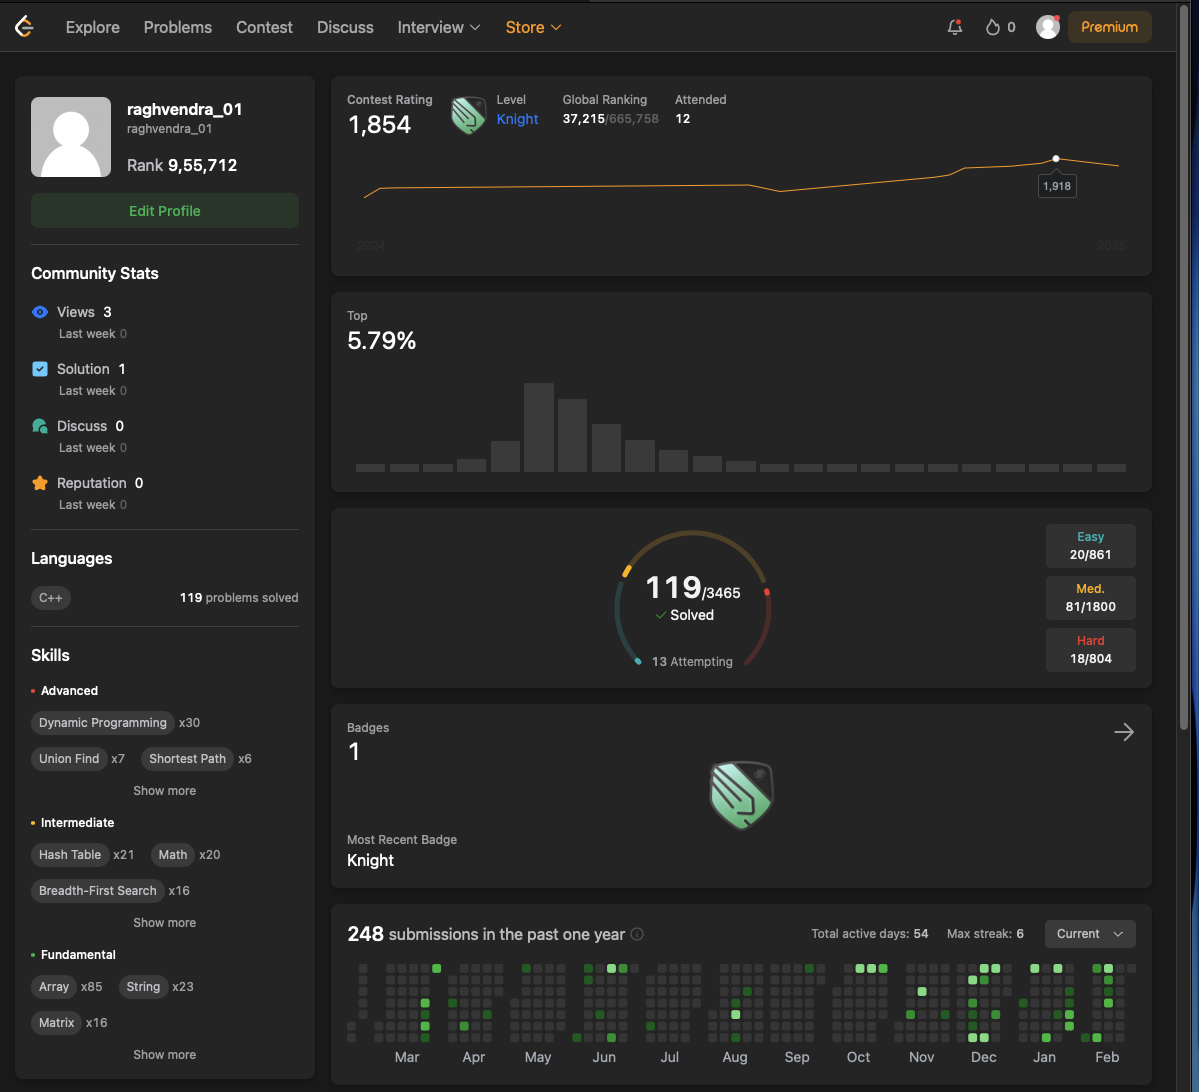 Explore Problems Contest Discuss Interview Store 0 Premium
raghvendra_01
raghvendra_01
Rank 9,55,712
Edit Profile
Community Stats
Views 3
Last week 0
Solution 1
Last week 0
Discuss 0
Last week 0
Reputation 0
Last week 0
Languages
C++ 119 problems solved
Skills
Advanced
Dynamic Programming x30
Union Find x7 Shortest Path x6
Show more
Intermediate
Hash Table x21 Math x20
Breadth-First Search x16
Show more
Fundamental
Array x85 String x23
Matrix x16
Show more
Contest Rating Level Global Ranking Attended
1,854 Knight 37,215/665,758 12
1,918
2024 2025
Top
5.79%
119/3465
Solved
13 Attempting
Easy
20/861
Med.
81/1800
Hard
18/804
Badges
1
Most Recent Badge
Knight
248 submissions in the past one year Total active days: 54 Max streak: 6 Current
Mar Apr May Jun Jul Aug Sep Oct Nov Dec Jan Feb